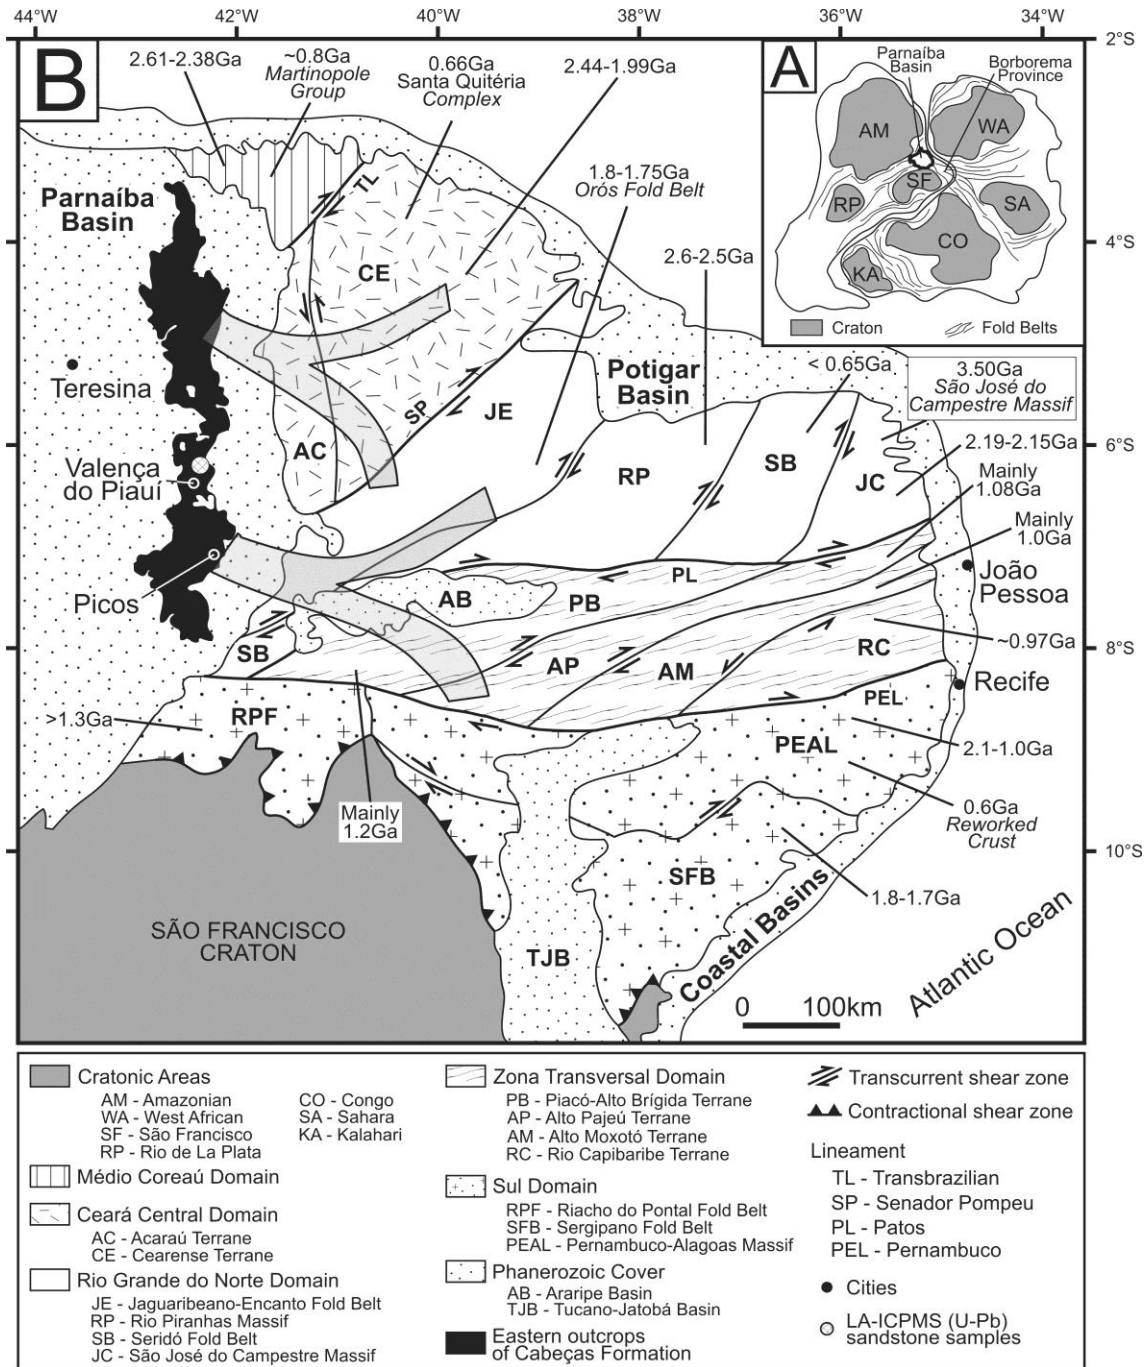 44°W 42°W 40°W 38°W 36°W 34°W
2°S
4°S
6°S
8°S
10°S
B
2.61-2.38Ga
~0.8Ga
Martinopole
Group
0.66Ga
Santa Quitéria
Complex
2.44-1.99Ga
1.8-1.75Ga
Orós Fold Belt
2.6-2.5Ga
A
Parnaíba
Basin
Borborema
Province
AM
WA
SF
RP
SA
CO
KA
Craton
Fold Belts
Parnaíba
Basin
TL
CE
Teresina
Potigar
Basin
< 0.65Ga
3.50Ga
São José do
Campestre Massif
SP
JE
AC
RP
SB
JC
2.19-2.15Ga
Mainly
1.08Ga
Mainly
1.0Ga
Valença
do Piauí
Picos
PL
AB
PB
João
Pessoa
SB
AP
AM
RC
~0.97Ga
PEL
Recife
>1.3Ga
RPF
PEAL
2.1-1.0Ga
Mainly
1.2Ga
0.6Ga
Reworked
Crust
SFB
1.8-1.7Ga
SÃO FRANCISCO
CRATON
TJB
Coastal Basins
Atlantic Ocean
0 100km
Cratonic Areas
AM - Amazonian
WA - West African
SF - São Francisco
RP - Rio de La Plata
CO - Congo
SA - Sahara
KA - Kalahari
Médio Coreaú Domain
Ceará Central Domain
AC - Acaraú Terrane
CE - Cearense Terrane
Rio Grande do Norte Domain
JE - Jaguaribeano-Encanto Fold Belt
RP - Rio Piranhas Massif
SB - Seridó Fold Belt
JC - São José do Campestre Massif
Zona Transversal Domain
PB - Piacó-Alto Brígida Terrane
AP - Alto Pajeú Terrane
AM - Alto Moxotó Terrane
RC - Rio Capibaribe Terrane
Sul Domain
RPF - Riacho do Pontal Fold Belt
SFB - Sergipano Fold Belt
PEAL - Pernambuco-Alagoas Massif
Phanerozoic Cover
AB - Araripe Basin
TJB - Tucano-Jatobá Basin
Eastern outcrops
of Cabeças Formation
Transcurrent shear zone
Contractional shear zone
Lineament
TL - Transbrazilian
SP - Senador Pompeu
PL - Patos
PEL - Pernambuco
Cities
LA-ICPMS (U-Pb)
sandstone samples